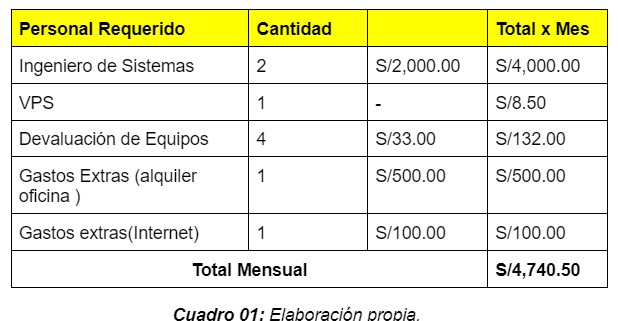 Personal Requerido Cantidad Total x Mes
Ingeniero de Sistemas 2 S/2,000.00 S/4,000.00
VPS 1 - S/8.50
Devaluación de Equipos 4 S/33.00 S/132.00
Gastos Extras (alquiler 1 S/500.00 S/500.00
oficina )
Gastos extras(Internet) 1 S/100.00 S/100.00
Total Mensual S/4,740.50
Cuadro 01: Elaboración propia.